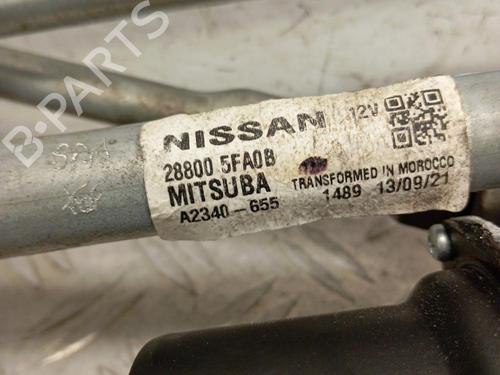 B-PARTS
NISSAN 12V
28800 5FA0B
MITSUBA TRANSFORMED IN MOROCCO
A2340-655 1489 13/09/21